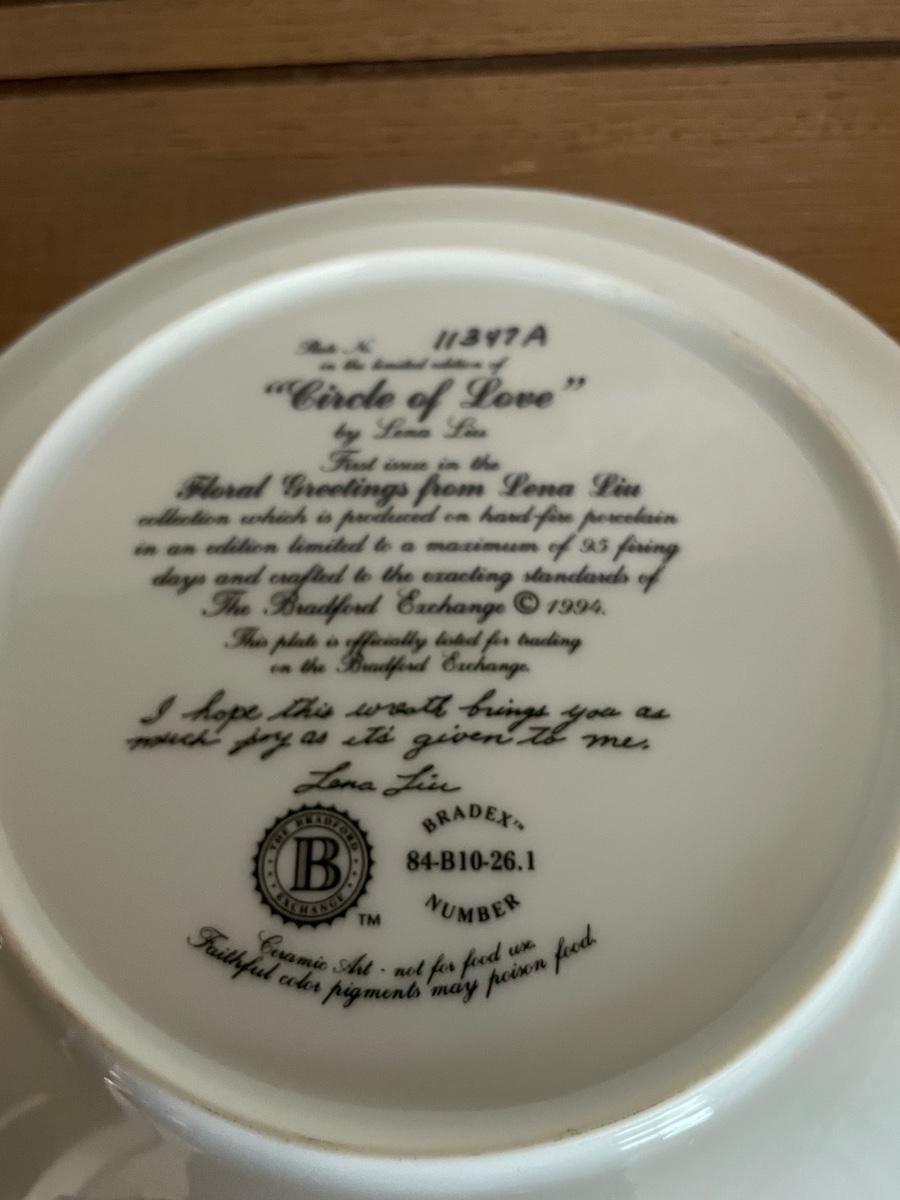 Plate No. 11347A
in the limited edition of
“Circle of Love”
by Lena Liu
First issue in the
Floral Greetings from Lena Liu
collection which is produced on hard-fire porcelain
in an edition limited to a maximum of 95 firing
days and crafted to the exacting standards of
The Bradford Exchange © 1994.
This plate is officially listed for trading
on the Bradford Exchange.
I hope this wreath brings you as
much joy as it's given to me.
Lena Liu
THE BRADFORD
B
EXCHANGE
TM
BRADEX™
84-B10-26.1
NUMBER
Ceramic Art - not for food use.
Faithful color pigments may poison food.